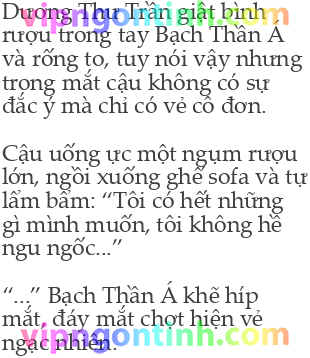 Dương Thu Trần giật bình
rượu trong tay Bạch Thần Á
và rống to, tuy nói vậy nhưng
trong mắt cậu không có sự
đắc ý mà chỉ có vẻ cô đơn.
Cậu uống ực một ngụm rượu
lớn, ngồi xuống ghế sofa và tự
lẩm bẩm: “Tôi có hết những
gì mình muốn, tôi không hề
ngu ngốc...”
“...” Bạch Thần Á khẽ híp
mắt, đáy mắt chợt hiện vẻ
ngạc nhiên.
vipngontinh.com
vipngontinh.com
vipngontinh.com